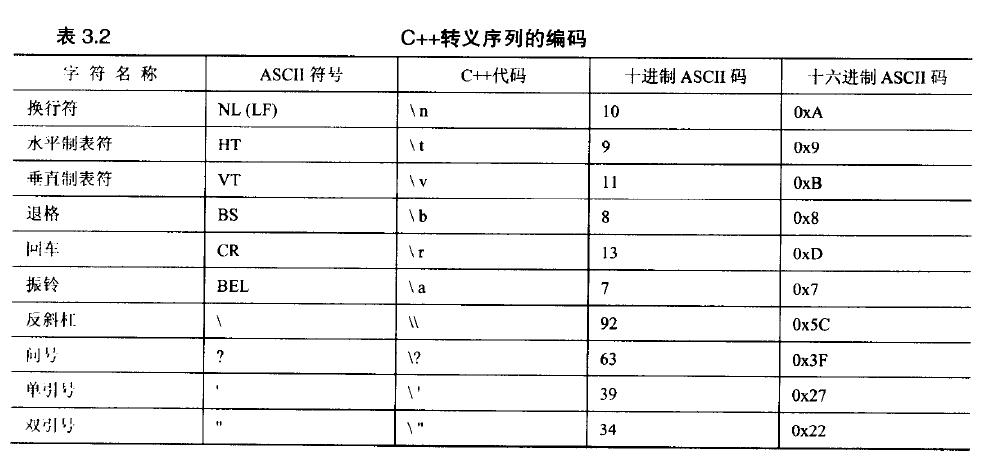 表 3.2 C++转义序列的编码
字 符 名 称 ASCII 符号 C++代码 十进制 ASCII 码 十六进制 ASCII 码
换行符 NL (LF) \n 10 0xA
水平制表符 HT \t 9 0x9
垂直制表符 VT \v 11 0xB
退格 BS \b 8 0x8
回车 CR \r 13 0xD
振铃 BEL \a 7 0x7
反斜杠 \ \\ 92 0x5C
问号 ? \? 63 0x3F
单引号 ' \' 39 0x27
双引号 " \" 34 0x22